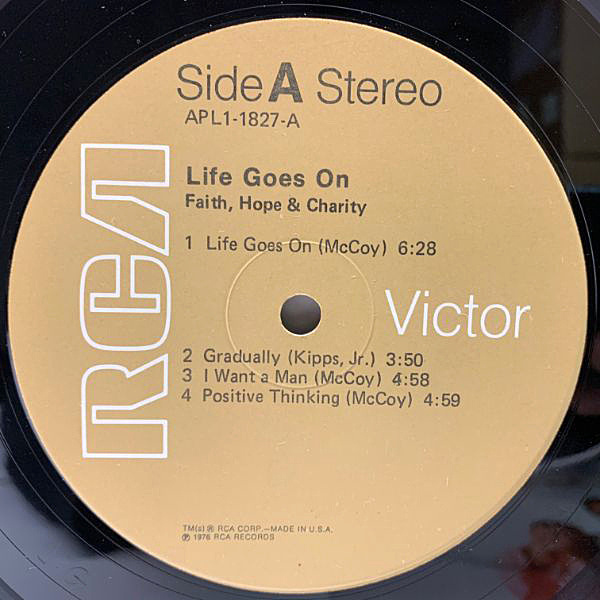 Side A Stereo
APL1-1827-A
Life Goes On
Faith, Hope & Charity
1 Life Goes On (McCoy) 6:28
RCA
Victor
2 Gradually (Kipps, Jr.) 3:50
3 I Want a Man (McCoy) 4:58
4 Positive Thinking (McCoy) 4:59
TM(s) ® RCA CORP.—MADE IN U.S.A.
℗ 1976 RCA RECORDS